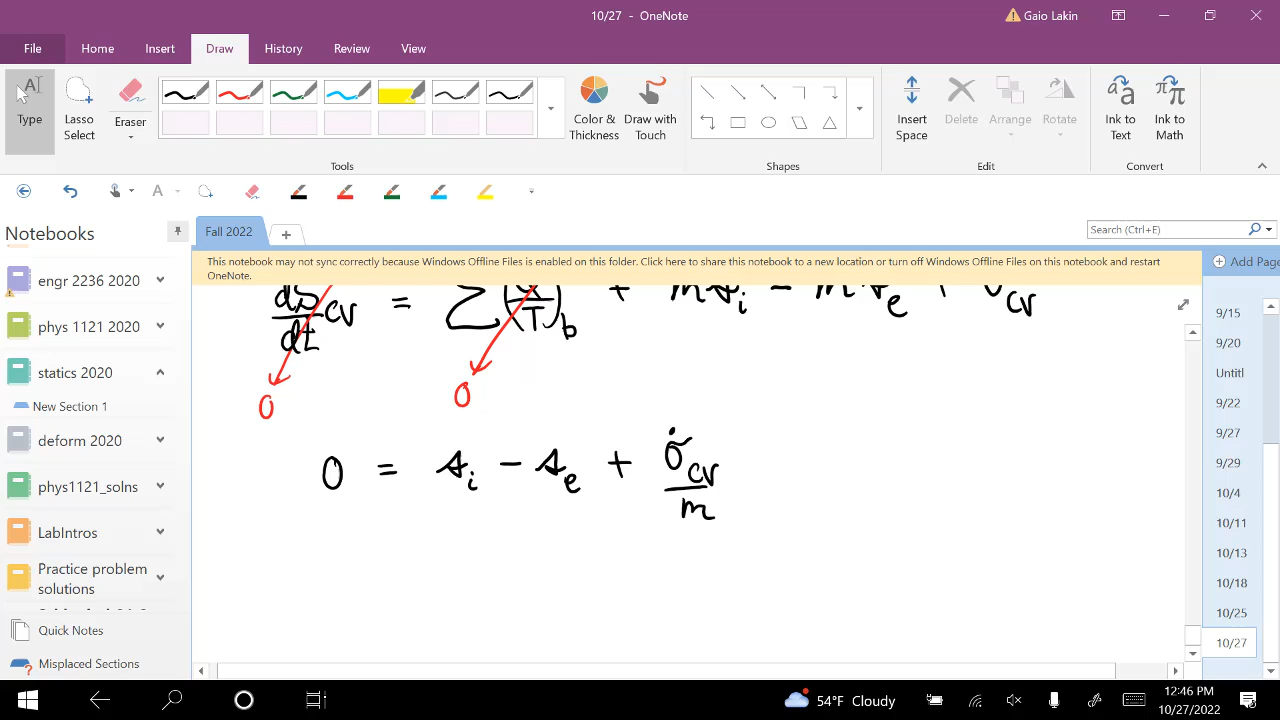 10/27 - OneNote
Gaio Lakin
File Home Insert Draw History Review View
Type
Lasso Select
Eraser
Color & Thickness
Draw with Touch
Insert Space
Delete
Arrange
Rotate
Ink to Text
Ink to Math
Tools
Shapes
Edit
Convert
Notebooks
Fall 2022
Search (Ctrl+E)
This notebook may not sync correctly because Windows Offline Files is enabled on this folder. Click here to share this notebook to a new location or turn off Windows Offline Files on this notebook and restart
OneNote.
Add Page
engr 2236 2020
phys 1121 2020
statics 2020
New Section 1
deform 2020
phys1121_solns
LabIntros
Practice problem
solutions
Quick Notes
Misplaced Sections
dS/dt cv = Σ (Q/T)b + m si - m se + σcv
0 0
0 = si - se + σ̇cv/m
9/15
9/20
Untitl
9/22
9/27
9/29
10/4
10/11
10/13
10/18
10/25
10/27
54°F Cloudy
12:46 PM
10/27/2022